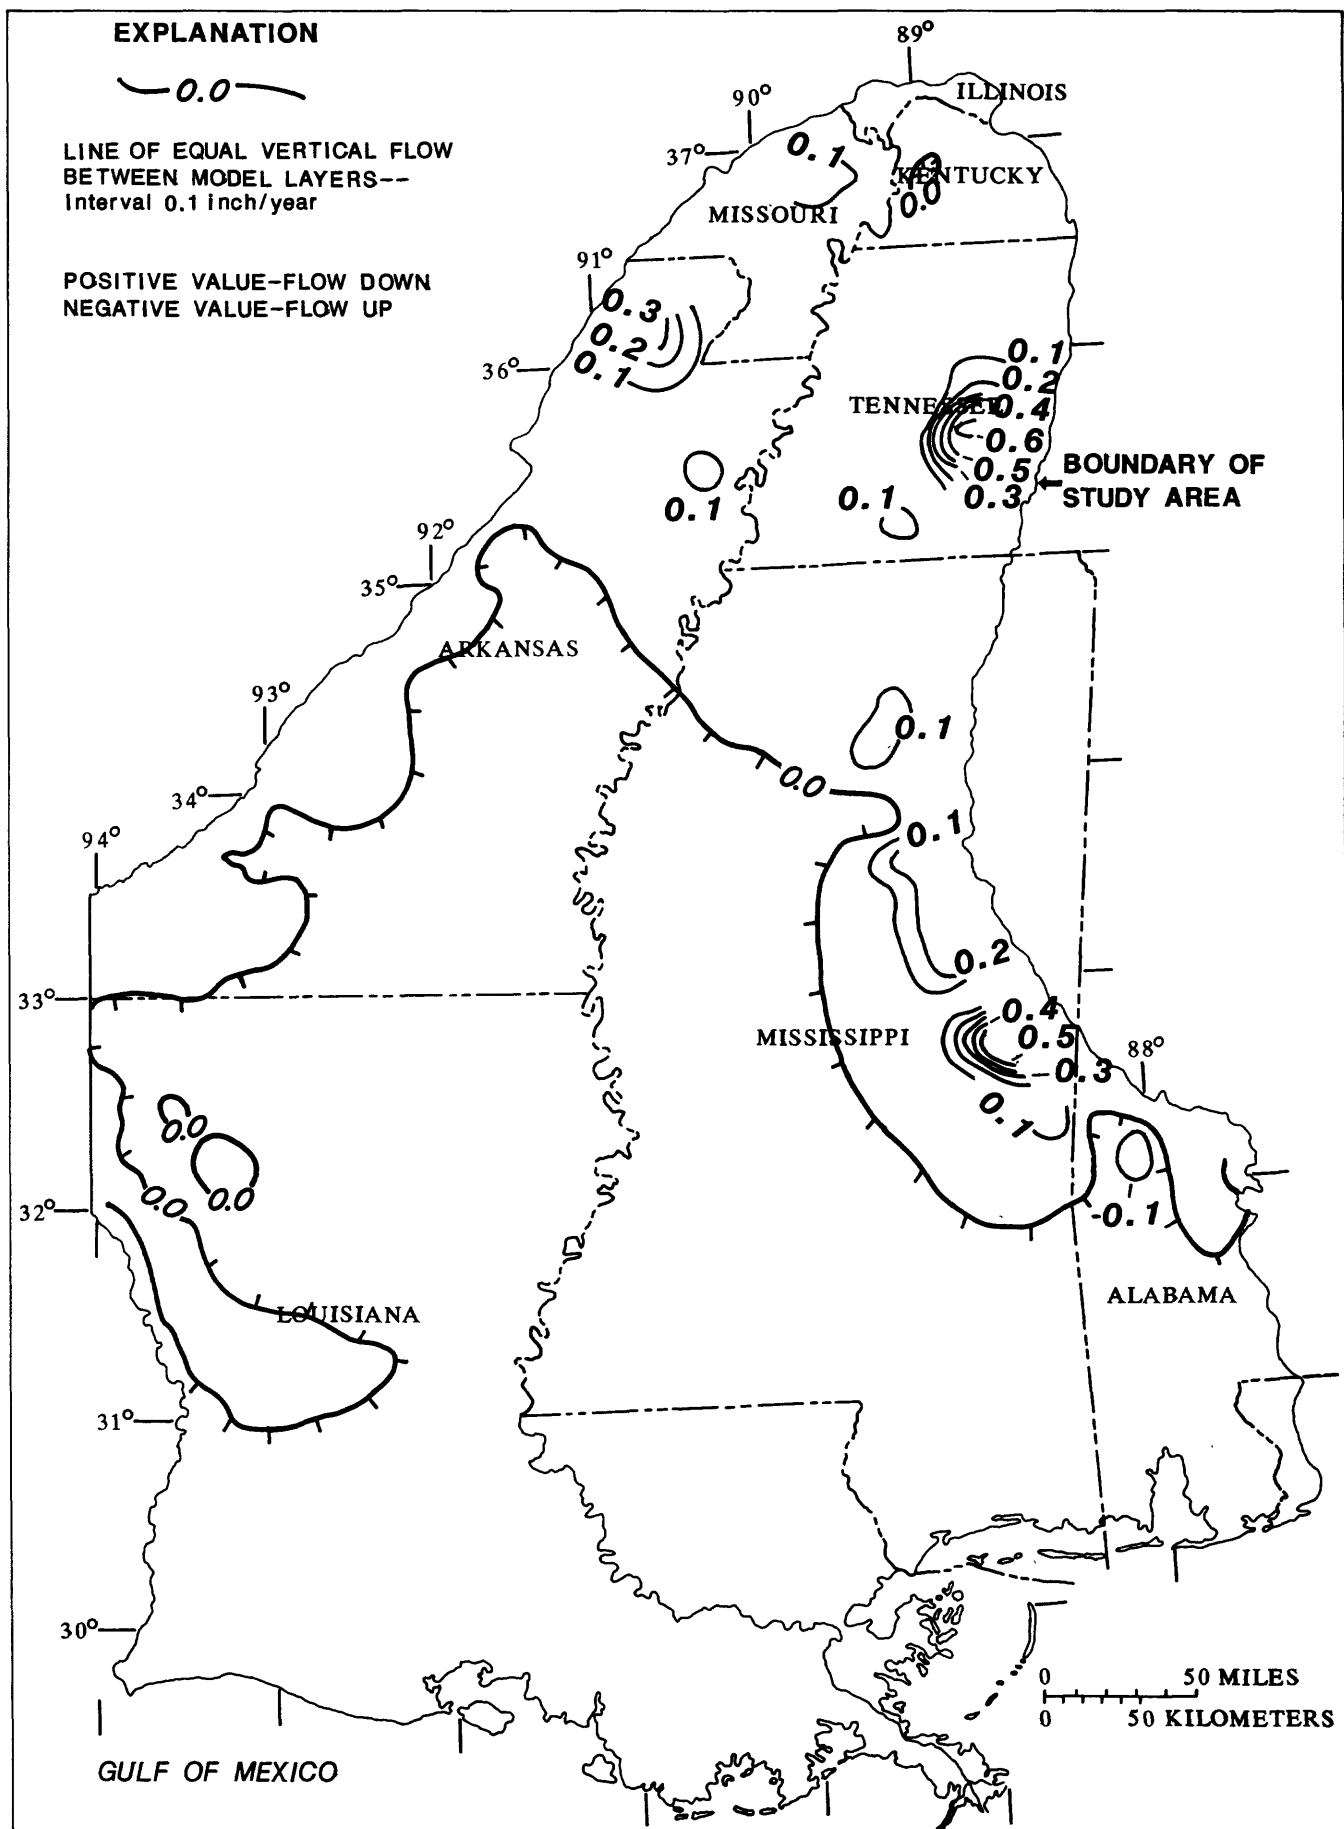 EXPLANATION
0.0
LINE OF EQUAL VERTICAL FLOW
BETWEEN MODEL LAYERS--
Interval 0.1 inch/year
POSITIVE VALUE-FLOW DOWN
NEGATIVE VALUE-FLOW UP
89°
ILLINOIS
90°
37°
0.1
KENTUCKY
0.0
MISSOURI
91°
0.3
0.2
0.1
36°
0.1
0.2
TENNESSEE
0.4
0.6
0.5
0.3
BOUNDARY OF
STUDY AREA
0.1
0.1
92°
35°
ARKANSAS
93°
0.1
34°
0.0
94°
0.1
0.2
33°
0.4
MISSISSIPPI
0.5
88°
0.3
0.1
0.0
0.0
0.0
32°
-0.1
ALABAMA
LOUISIANA
31°
30°
0 50 MILES
0 50 KILOMETERS
GULF OF MEXICO